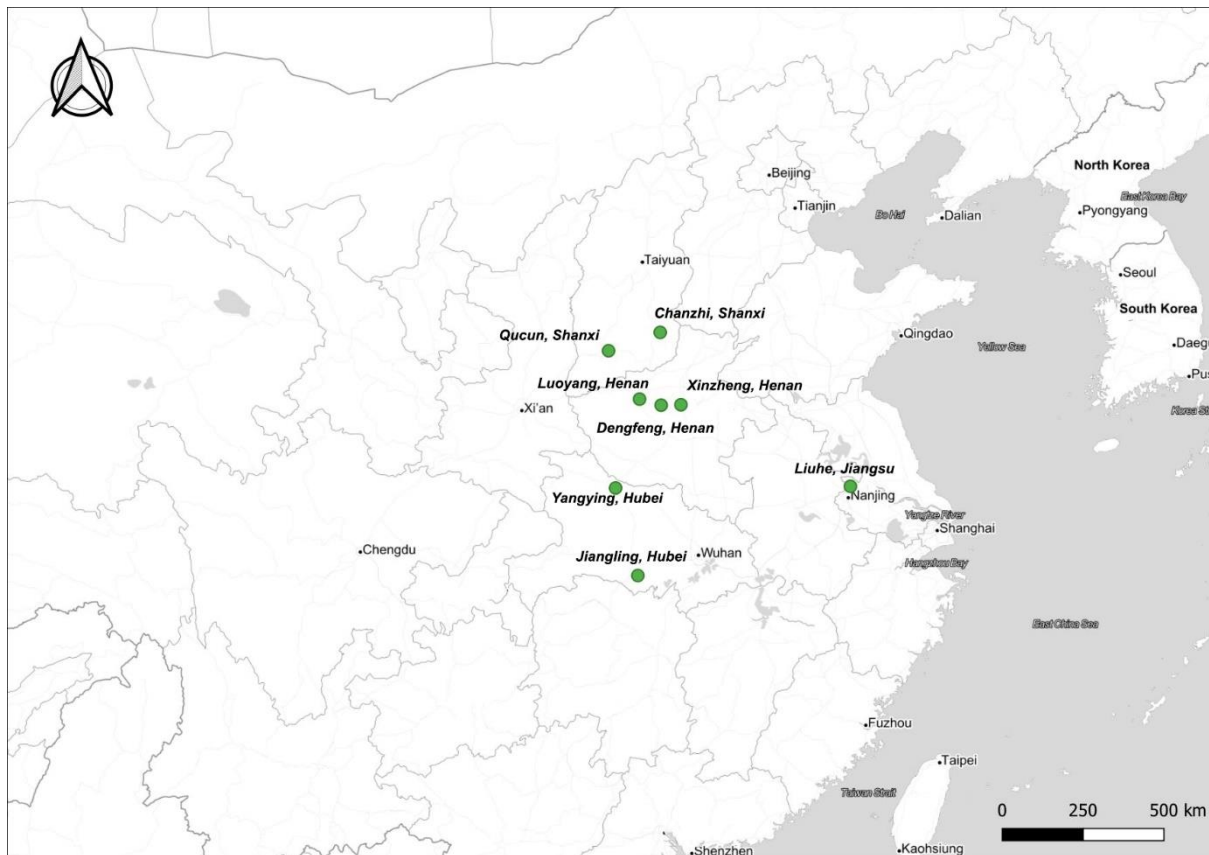 North Korea
Beijing
East Korea Bay
Tianjin
Bo Hai
Dalian
Pyongyang
Taiyuan
Seoul
Chanzhi, Shanxi
South Korea
Qucun, Shanxi
Qingdao
Yellow Sea
Daegu
Luoyang, Henan
Xinzheng, Henan
Pus
Xi'an
Korea St
Dengfeng, Henan
Liuhe, Jiangsu
Yangying, Hubei
Nanjing
Yangtze River
Shanghai
Chengdu
Jiangling, Hubei
Wuhan
Hangzhou Bay
East China Sea
Fuzhou
Taipei
Taiwan Strait
0 250 500 km
Shenzhen
Kaohsiung